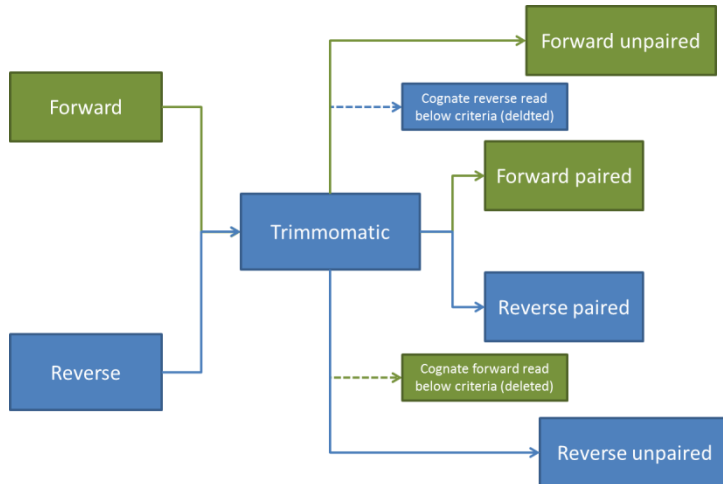 Forward unpaired
Forward
Cognate reverse read
below criteria (deldted)
Forward paired
Trimmomatic
Reverse paired
Reverse
Cognate forward read
below criteria (deleted)
Reverse unpaired